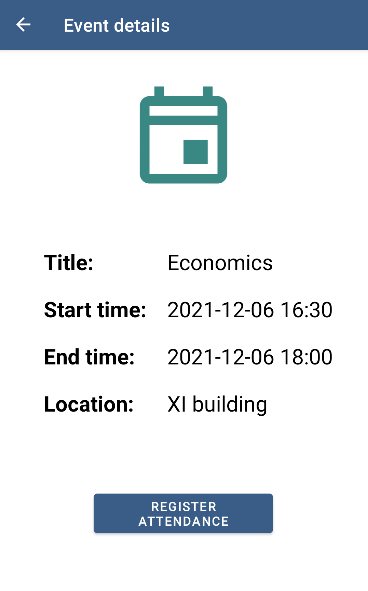 Event details
Title: Economics
Start time: 2021-12-06 16:30
End time: 2021-12-06 18:00
Location: XI building
REGISTER
ATTENDANCE